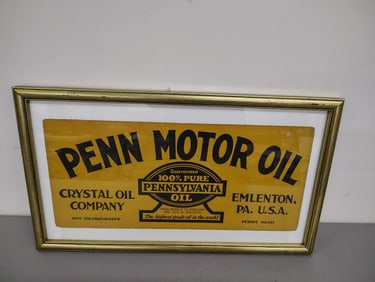 PENN MOTOR OIL
Guaranteed
100% PURE
PENNSYLVANIA
OIL
The highest grade oil in the world
CRYSTAL OIL
COMPANY
NOT INCORPORATED
EMLENTON,
PA. U.S.A.